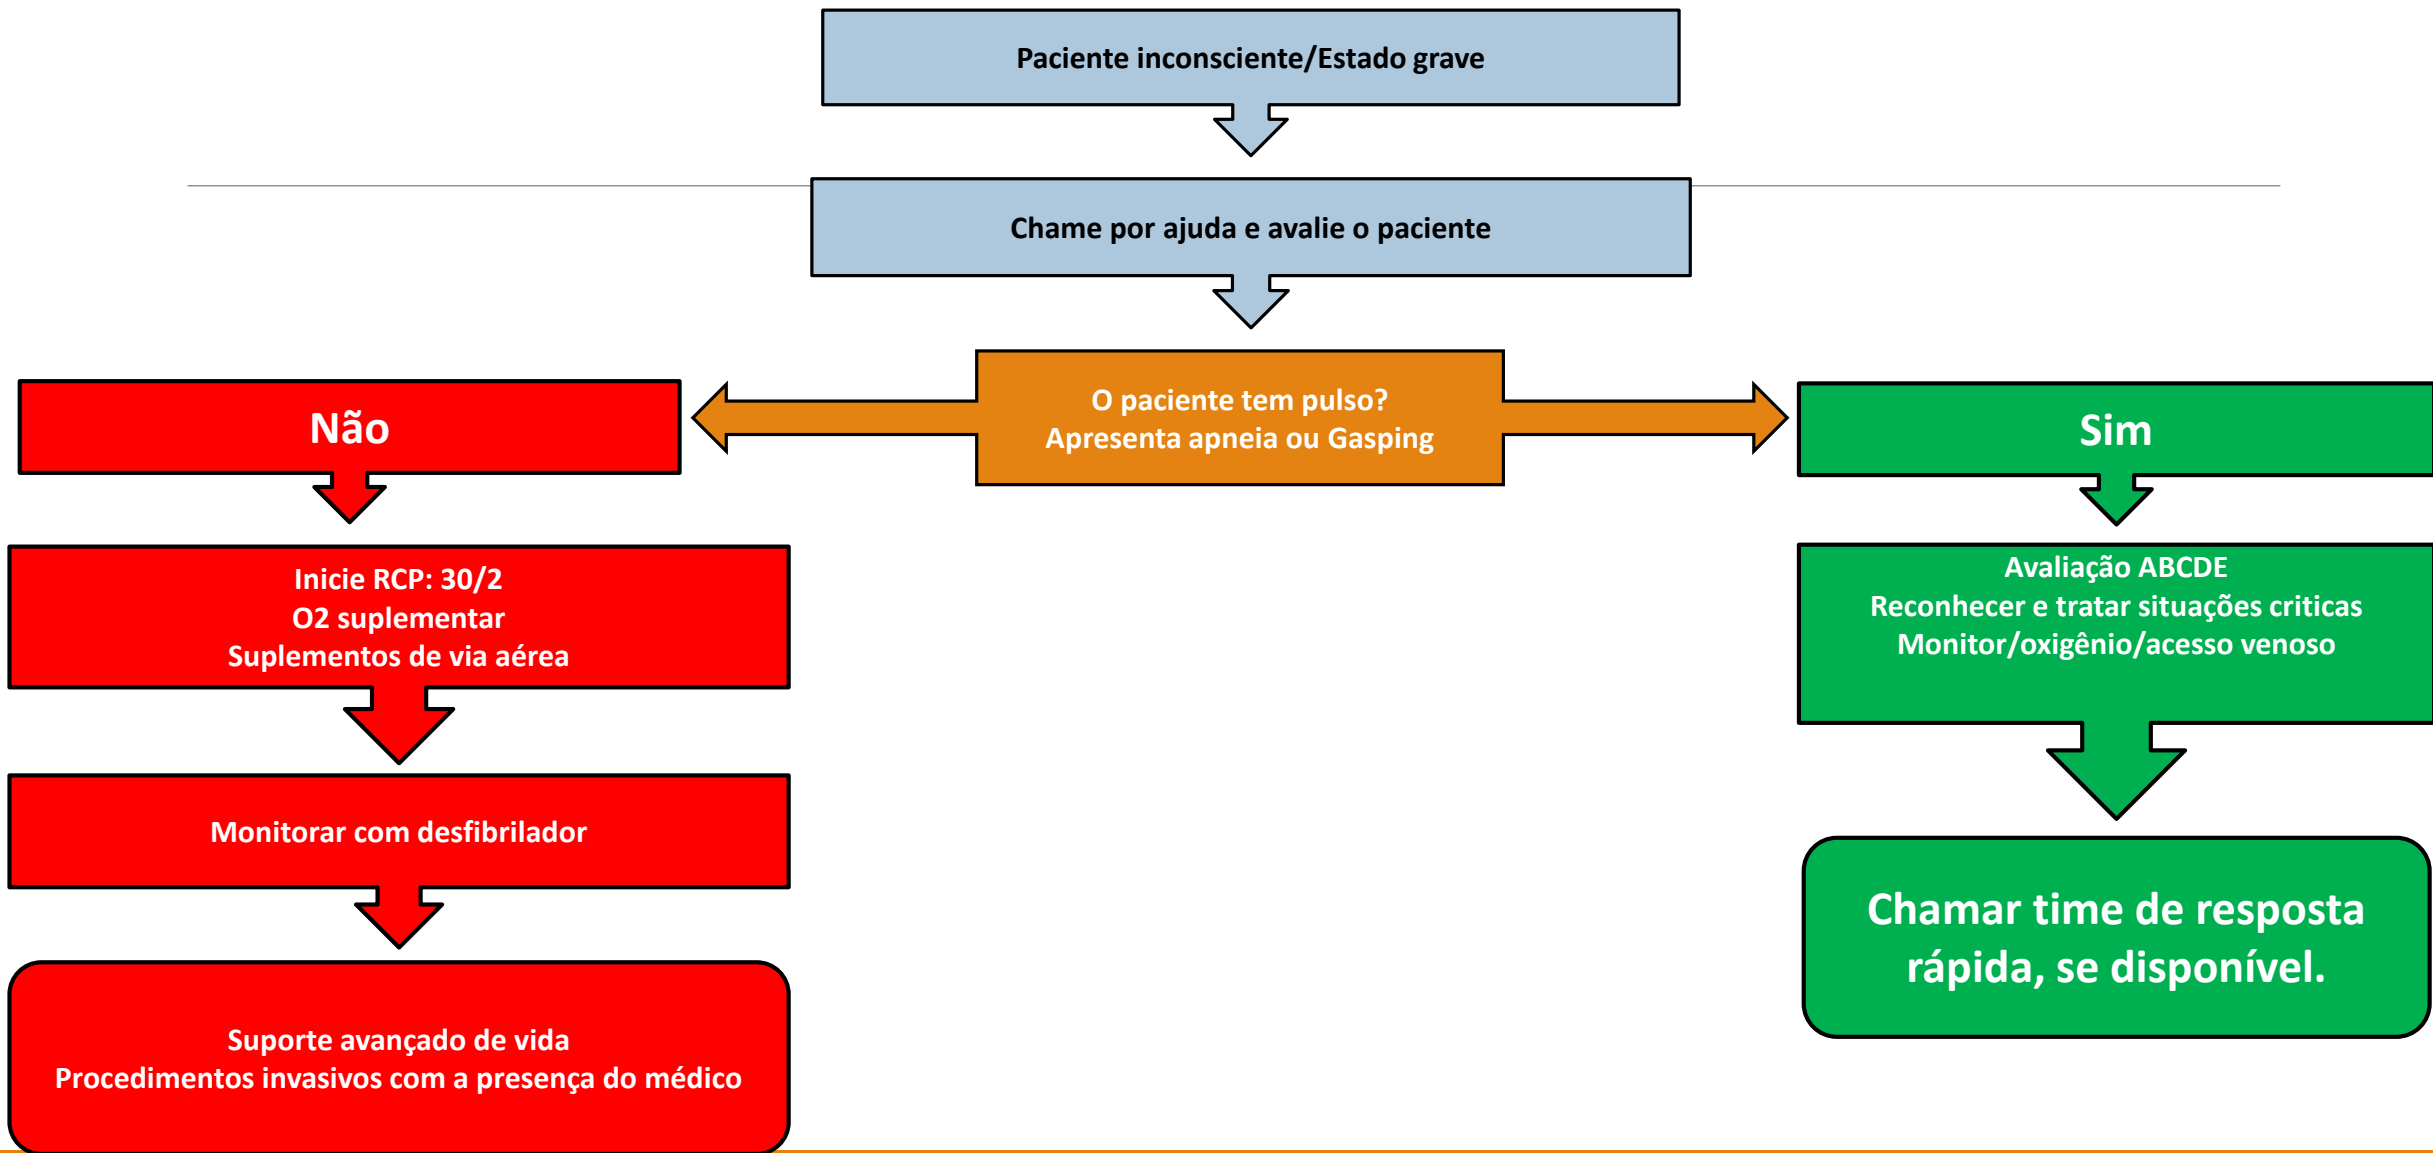 Paciente inconsciente/Estado grave
Chame por ajuda e avalie o paciente
O paciente tem pulso?
Apresenta apneia ou Gasping
Não
Inicie RCP: 30/2
O2 suplementar
Suplementos de via aérea
Monitorar com desfibrilador
Suporte avançado de vida
Procedimentos invasivos com a presença do médico
Sim
Avaliação ABCDE
Reconhecer e tratar situações criticas
Monitor/oxigênio/acesso venoso
Chamar time de resposta
rápida, se disponível.